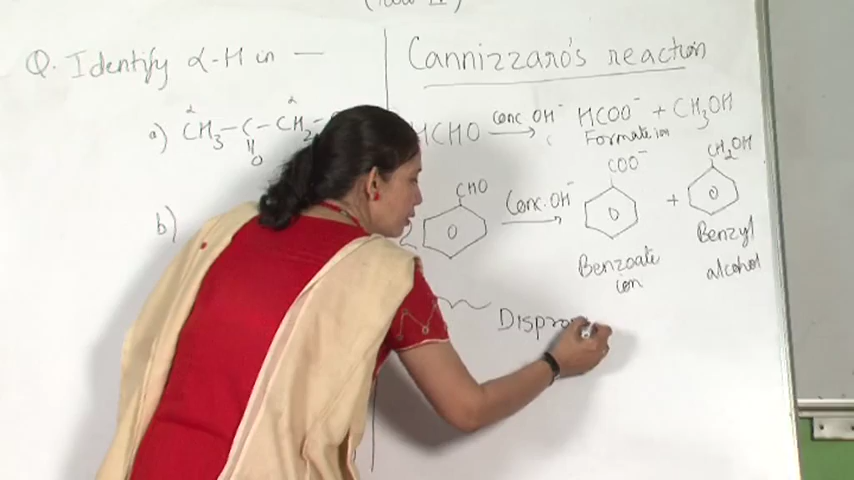 Q. Identify α-H in —
a) CH₃-C-CH₂
α α
O
b)
Cannizzaro's reaction
HCHO Conc OH⁻ → HCOO⁻ + CH₃OH
Formate ion
CHO Conc. OH⁻ → COO⁻ + CH₂OH
Benzoate ion
Benzyl alcohol
Dispro